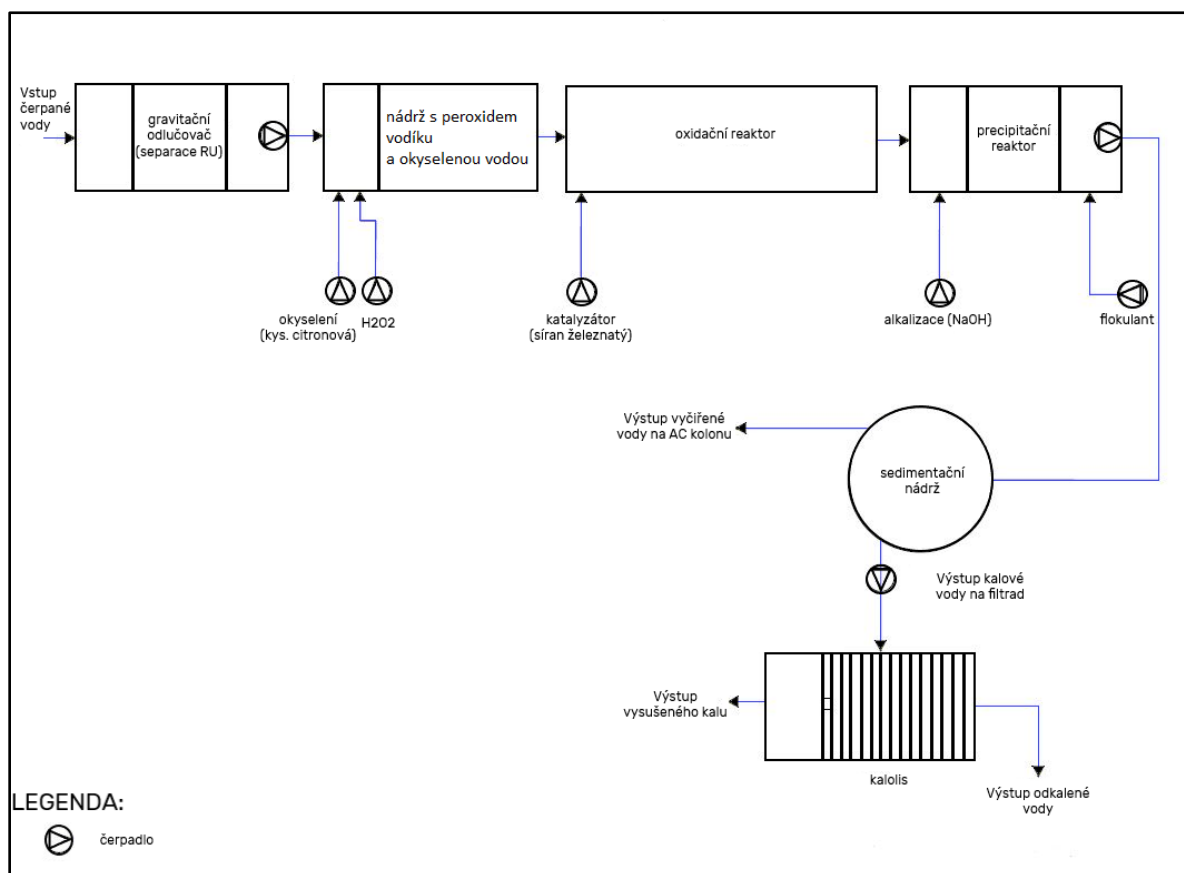 Vstup
čerpané
vody
gravitační
odlučovač
(separace RU)
nádrž s peroxidem
vodíku
a okyselenou vodou
oxidační reaktor
precipitační
reaktor
okyselení
(kys. citronová)
H2O2
katalyzátor
(síran železnatý)
alkalizace (NaOH)
flokulant
Výstup vyčiřené
vody na AC kolonu
sedimentační
nádrž
Výstup kalové
vody na filtrad
Výstup
vysušeného kalu
kalolis
Výstup odkalené
vody
LEGENDA:
čerpadlo